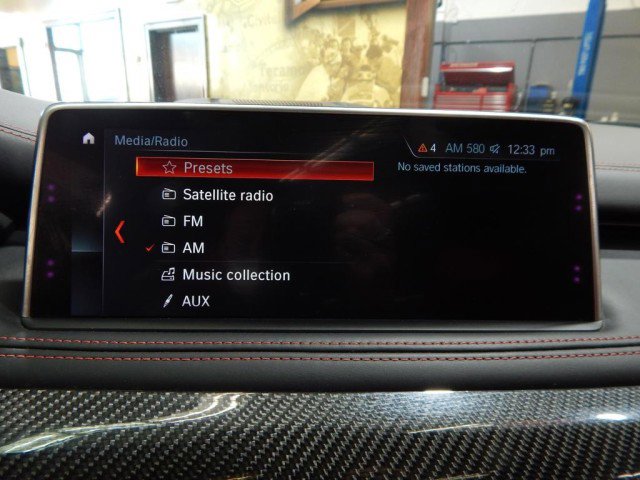 Media/Radio
4 AM 580 12:33 pm
Presets
No saved stations available.
Satellite radio
FM
AM
Music collection
AUX